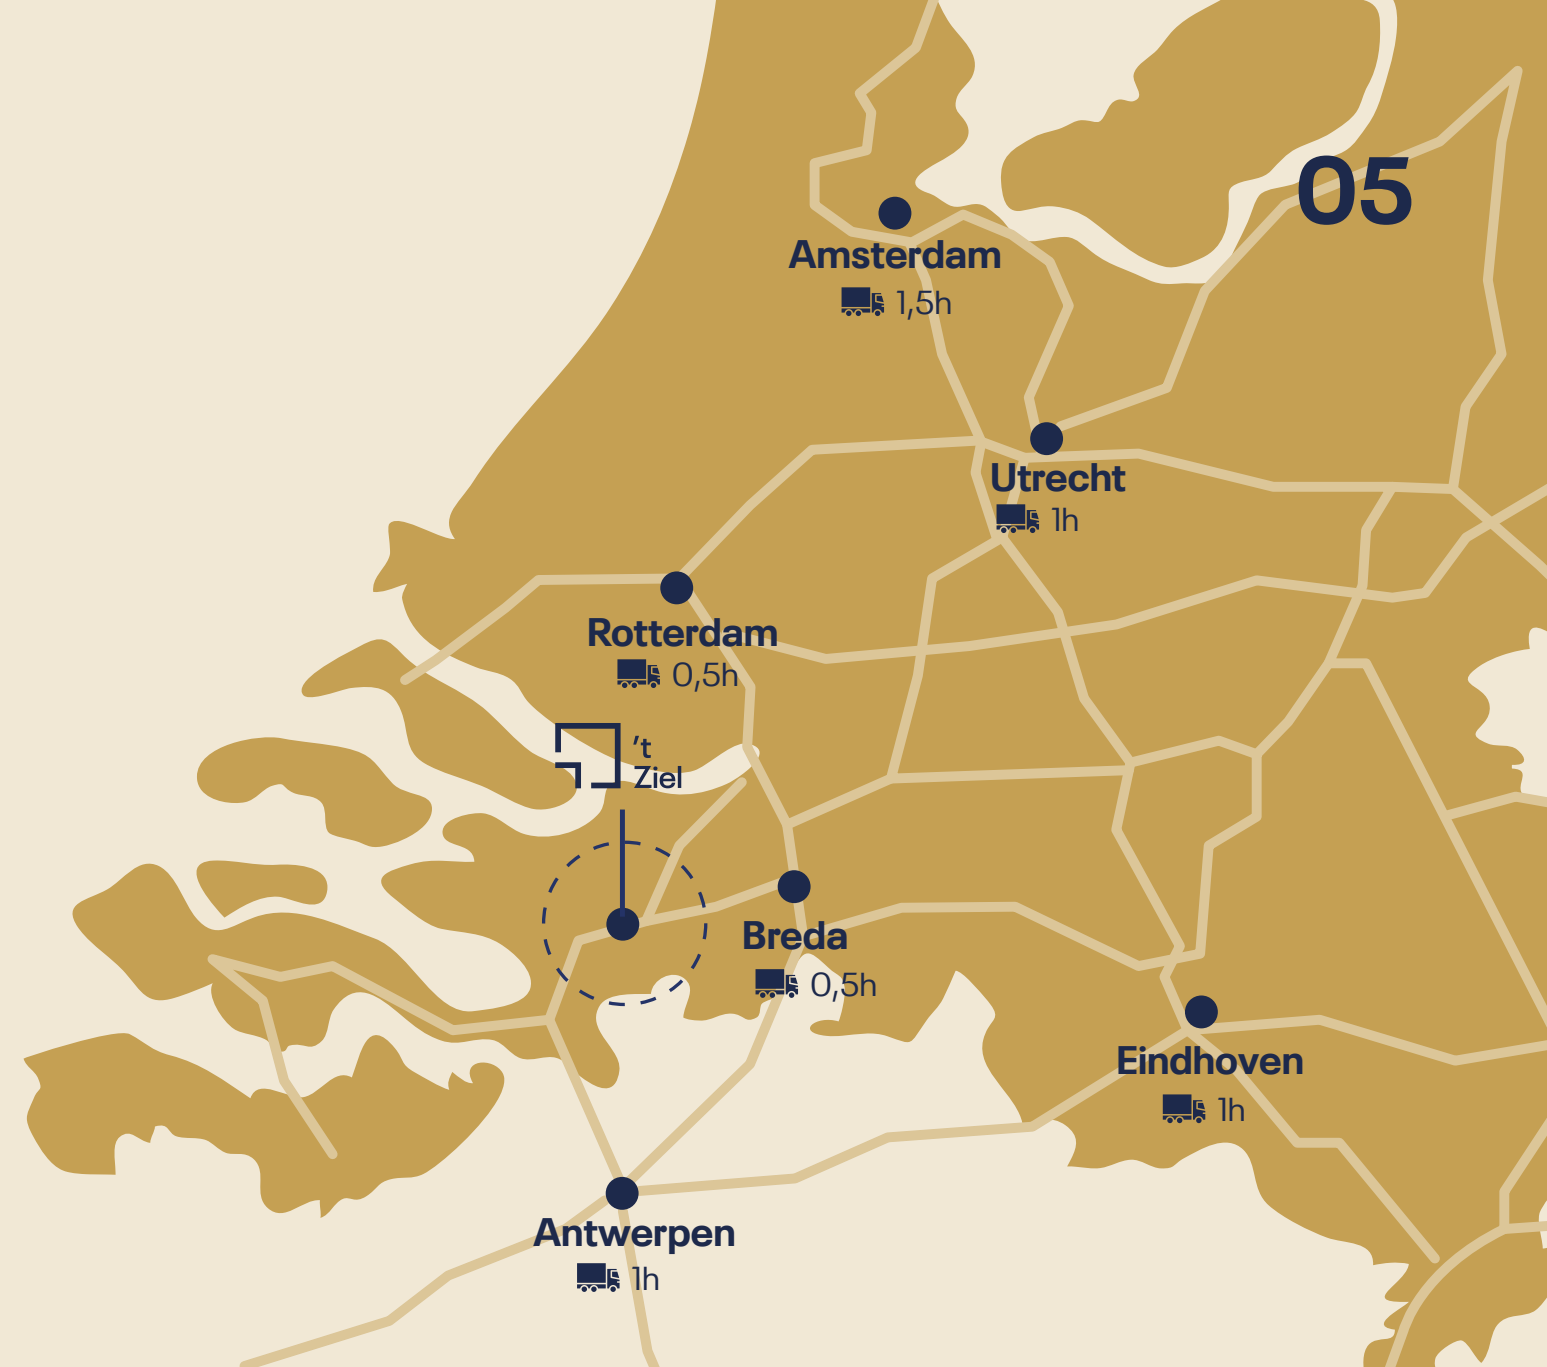 05
Amsterdam
1,5h
Utrecht
1h
Rotterdam
0,5h
’t
Ziel
Breda
0,5h
Eindhoven
1h
Antwerpen
1h